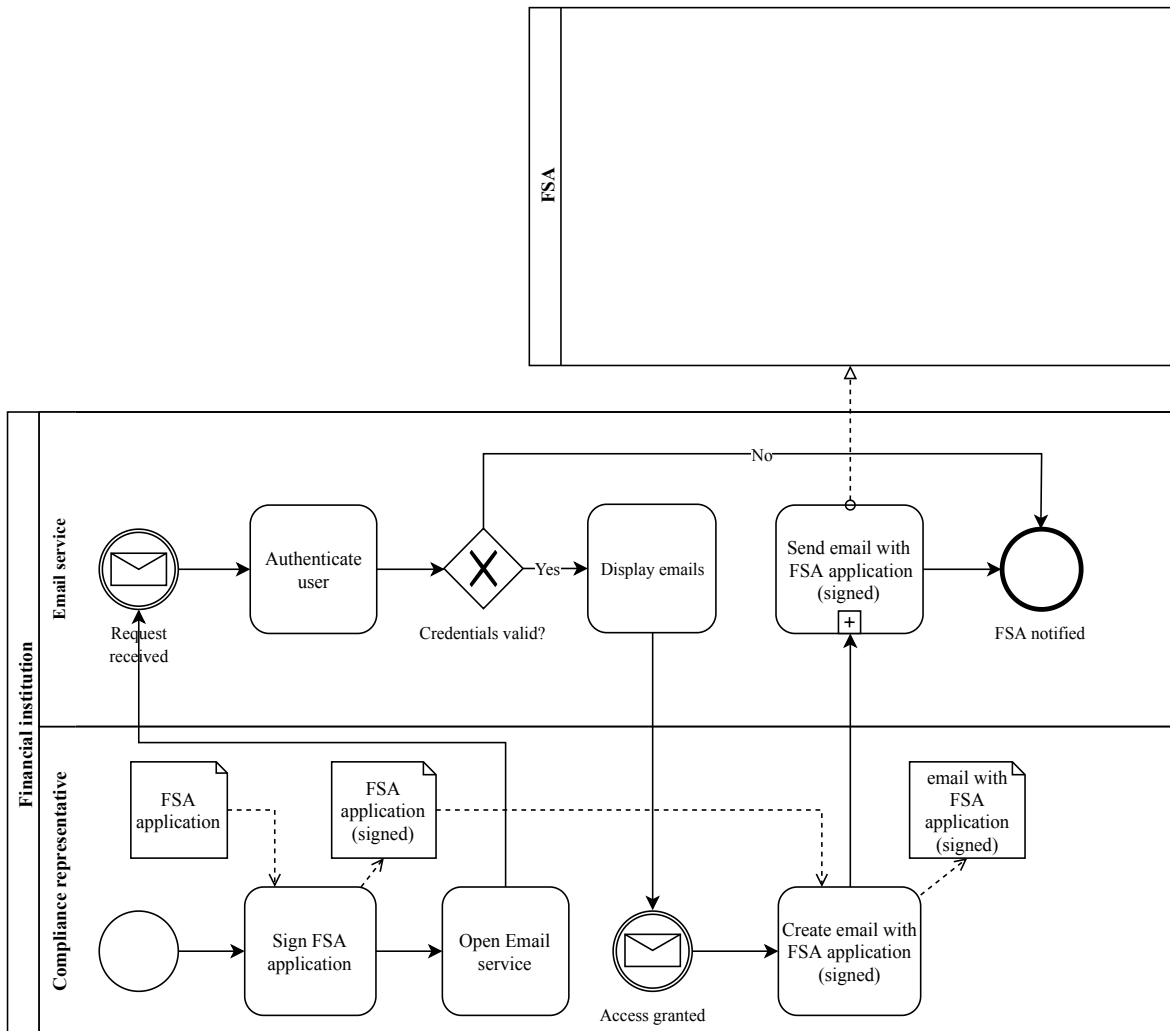 FSA
Financial institution
Email service
No
Authenticate
user
Yes
Display emails
Send email with
FSA application
(signed)
Request
received
Credentials valid?
FSA notified
Compliance representative
FSA
application
FSA
application
(signed)
email with
FSA
application
(signed)
Sign FSA
application
Open Email
service
Access granted
Create email with
FSA application
(signed)